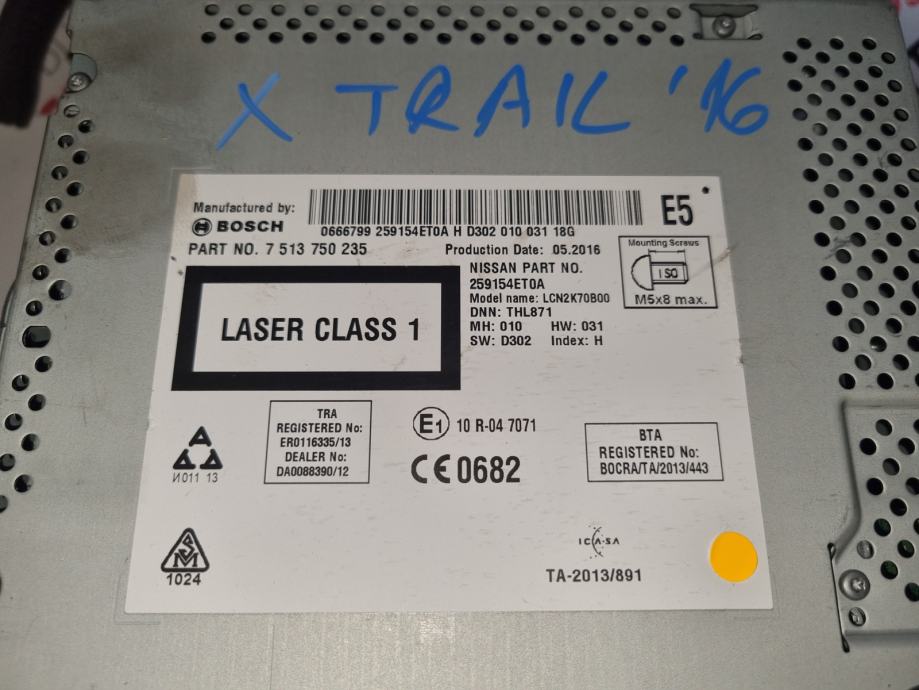 X TRAIL '16
Manufactured by:
BOSCH
0666799 259154ET0A H D302 010 031 18G
E5
PART NO. 7 513 750 235
Production Date: 05.2016
NISSAN PART NO.
259154ET0A
Model name: LCN2K70B00
DNN: THL871
MH: 010 HW: 031
SW: D302 Index: H
Mounting Screws
ISO
M5x8 max.
LASER CLASS 1
TRA
REGISTERED No:
ER0116335/13
DEALER No:
DA0088390/12
E1 10 R-04 7071
CE 0682
BTA
REGISTERED No:
BOCRA/TA/2013/443
И011 13
1024
ICASA
TA-2013/891